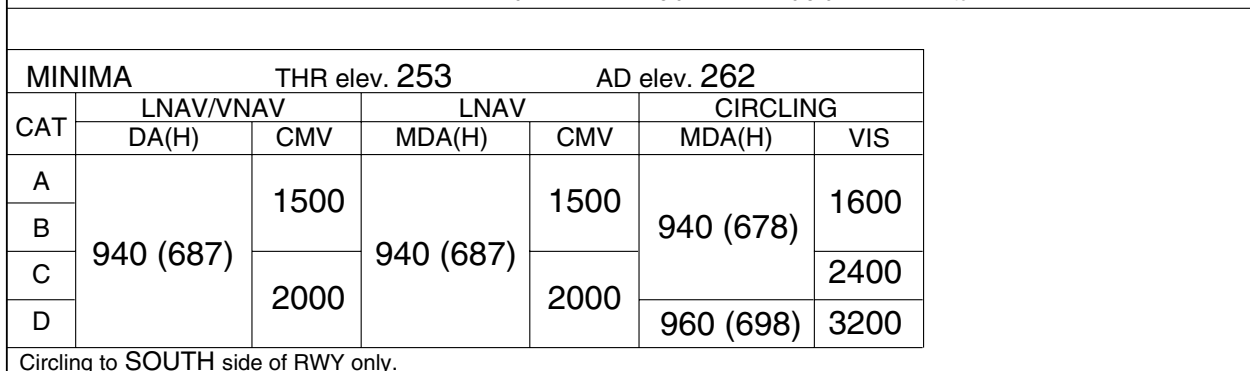 MINIMA THR elev. 253 AD elev. 262
CAT LNAV/VNAV LNAV CIRCLING
DA(H) CMV MDA(H) CMV MDA(H) VIS
A 940 (687) 1500 940 (687) 1500 940 (678) 1600
B
C 2000 2000 2400
D 960 (698) 3200
Circling to SOUTH side of RWY only.